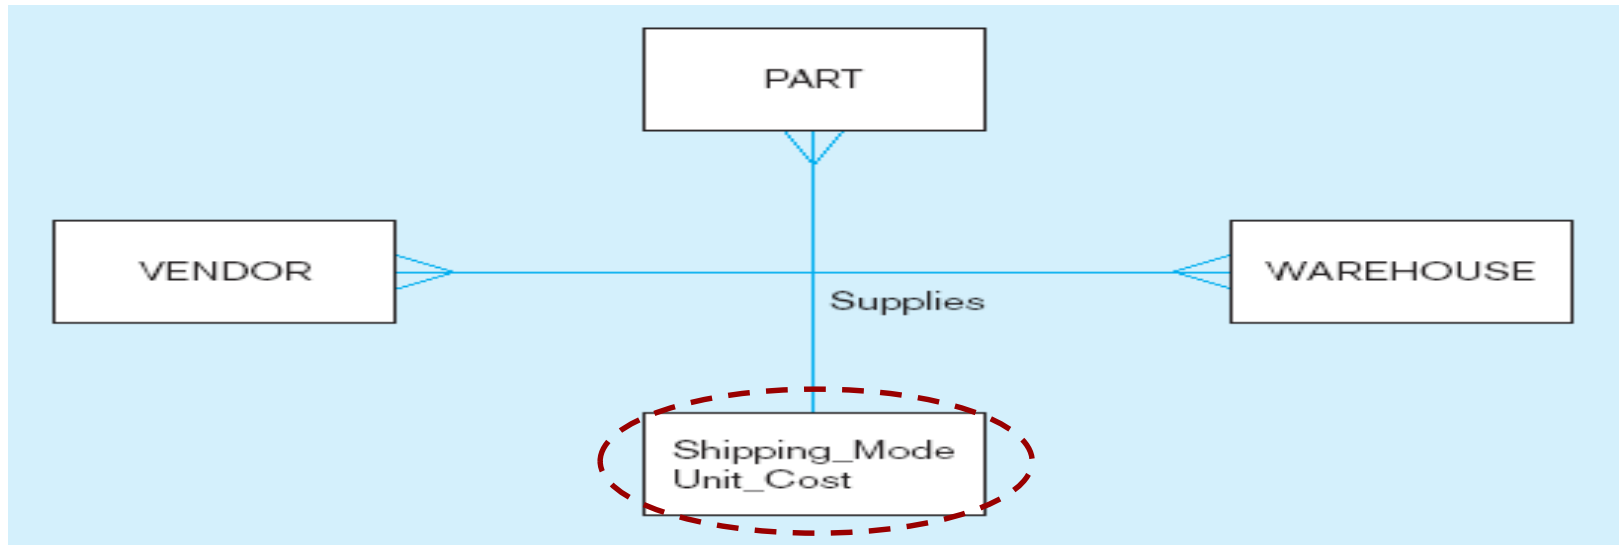 PART
VENDOR
WAREHOUSE
Supplies
Shipping_Mode
Unit_Cost